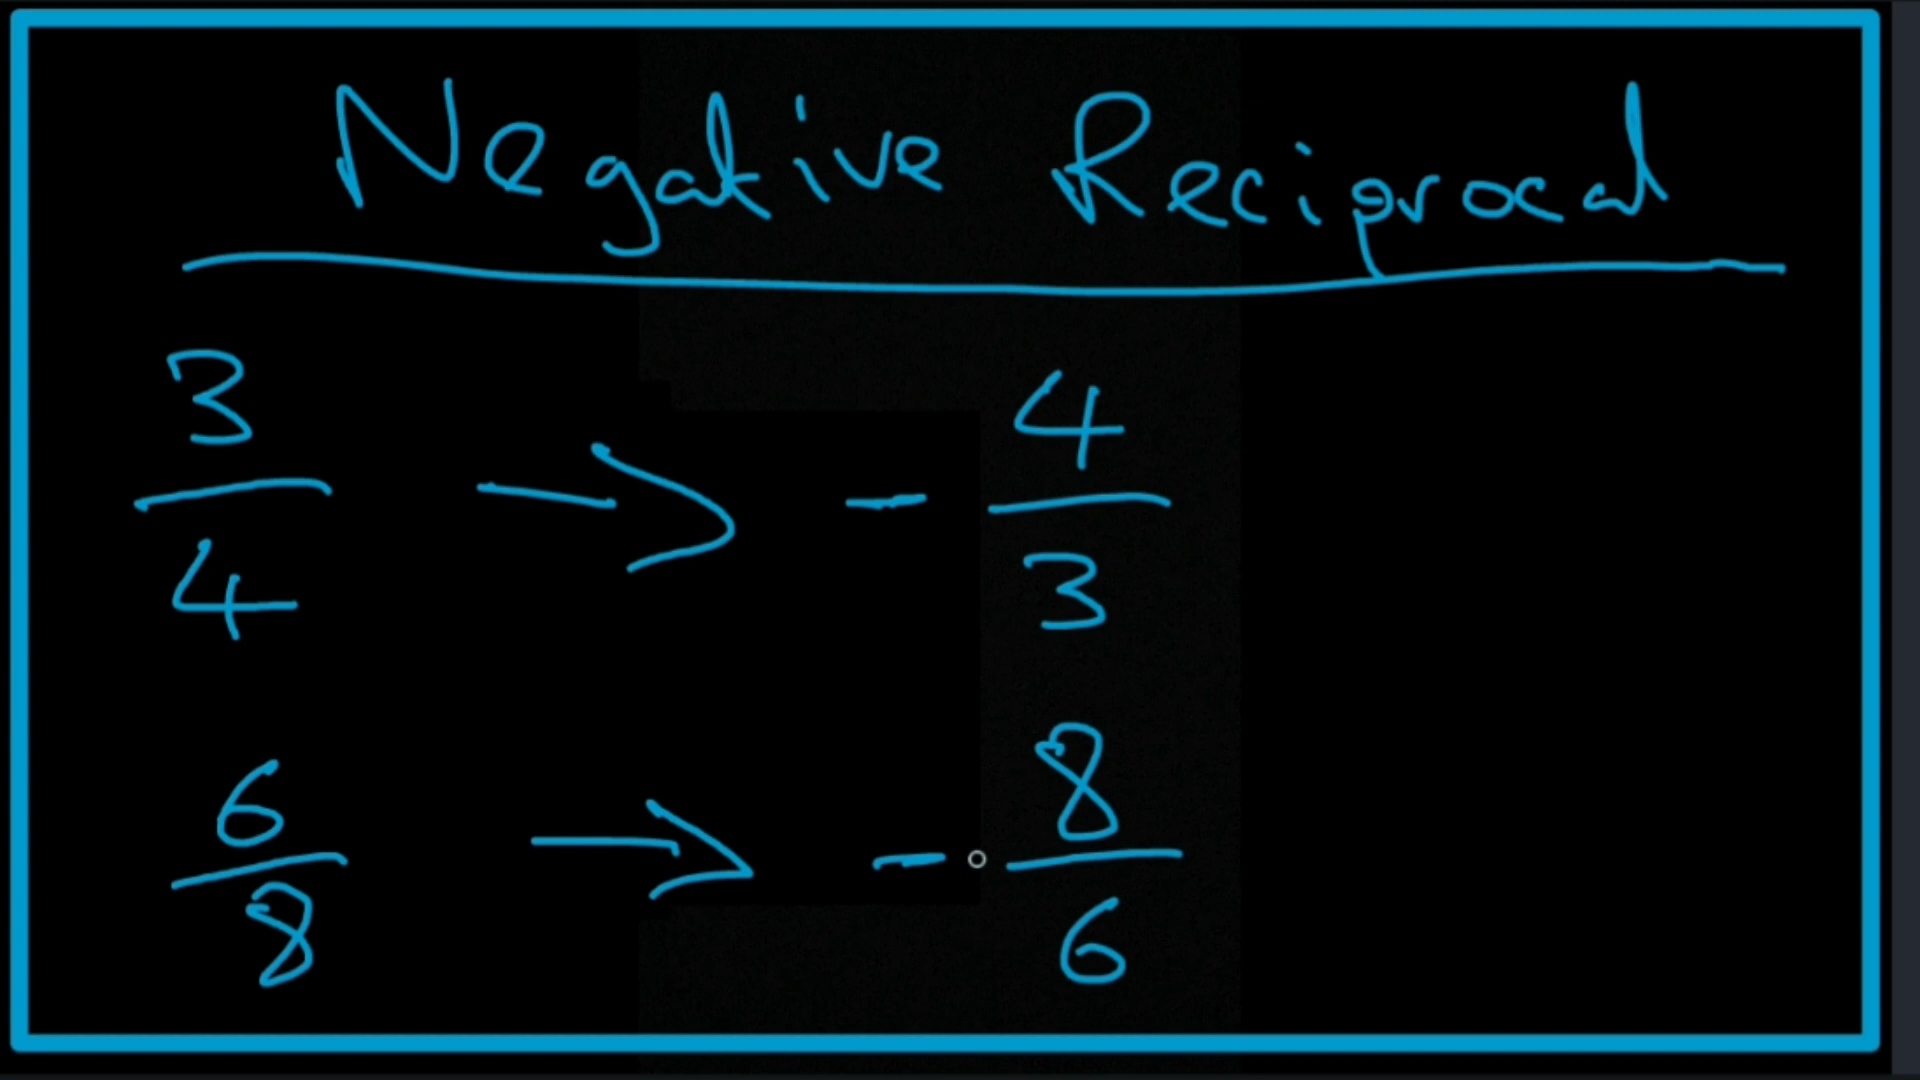 Negative Reciprocal
3/4 → - 4/3
6/8 → - 8/6